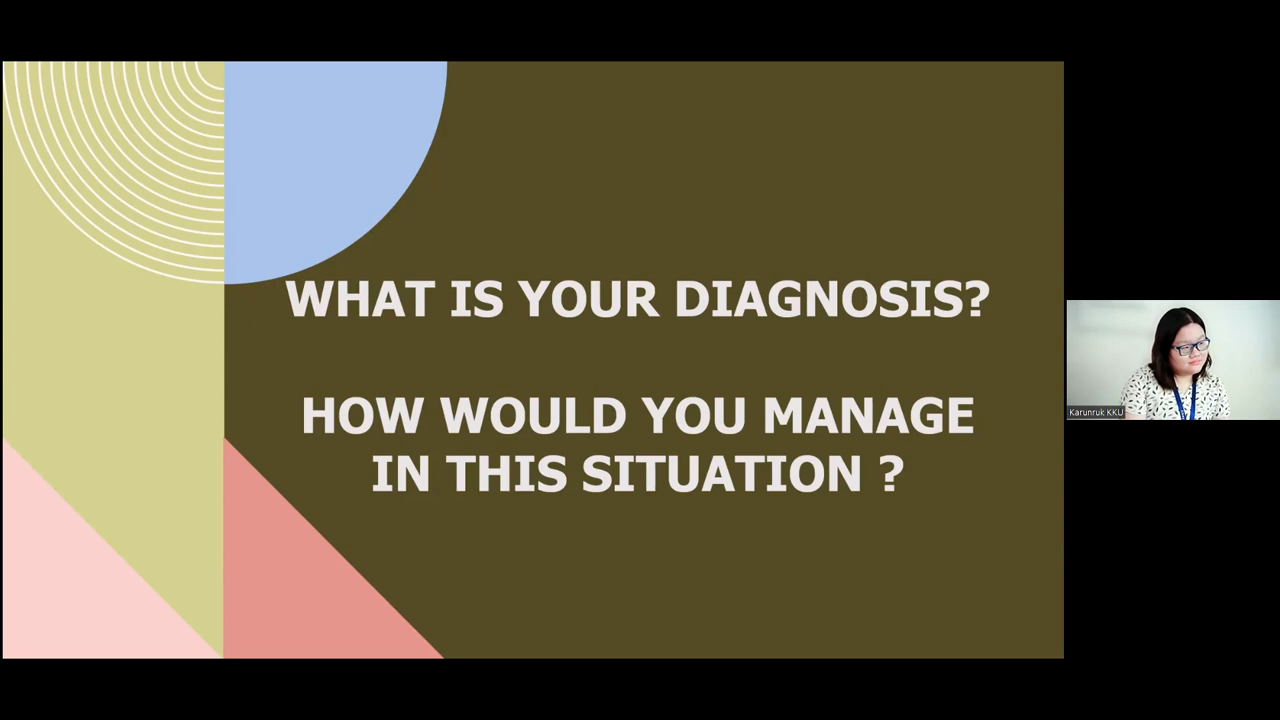 WHAT IS YOUR DIAGNOSIS?
HOW WOULD YOU MANAGE
IN THIS SITUATION ?
Karunruk KKU